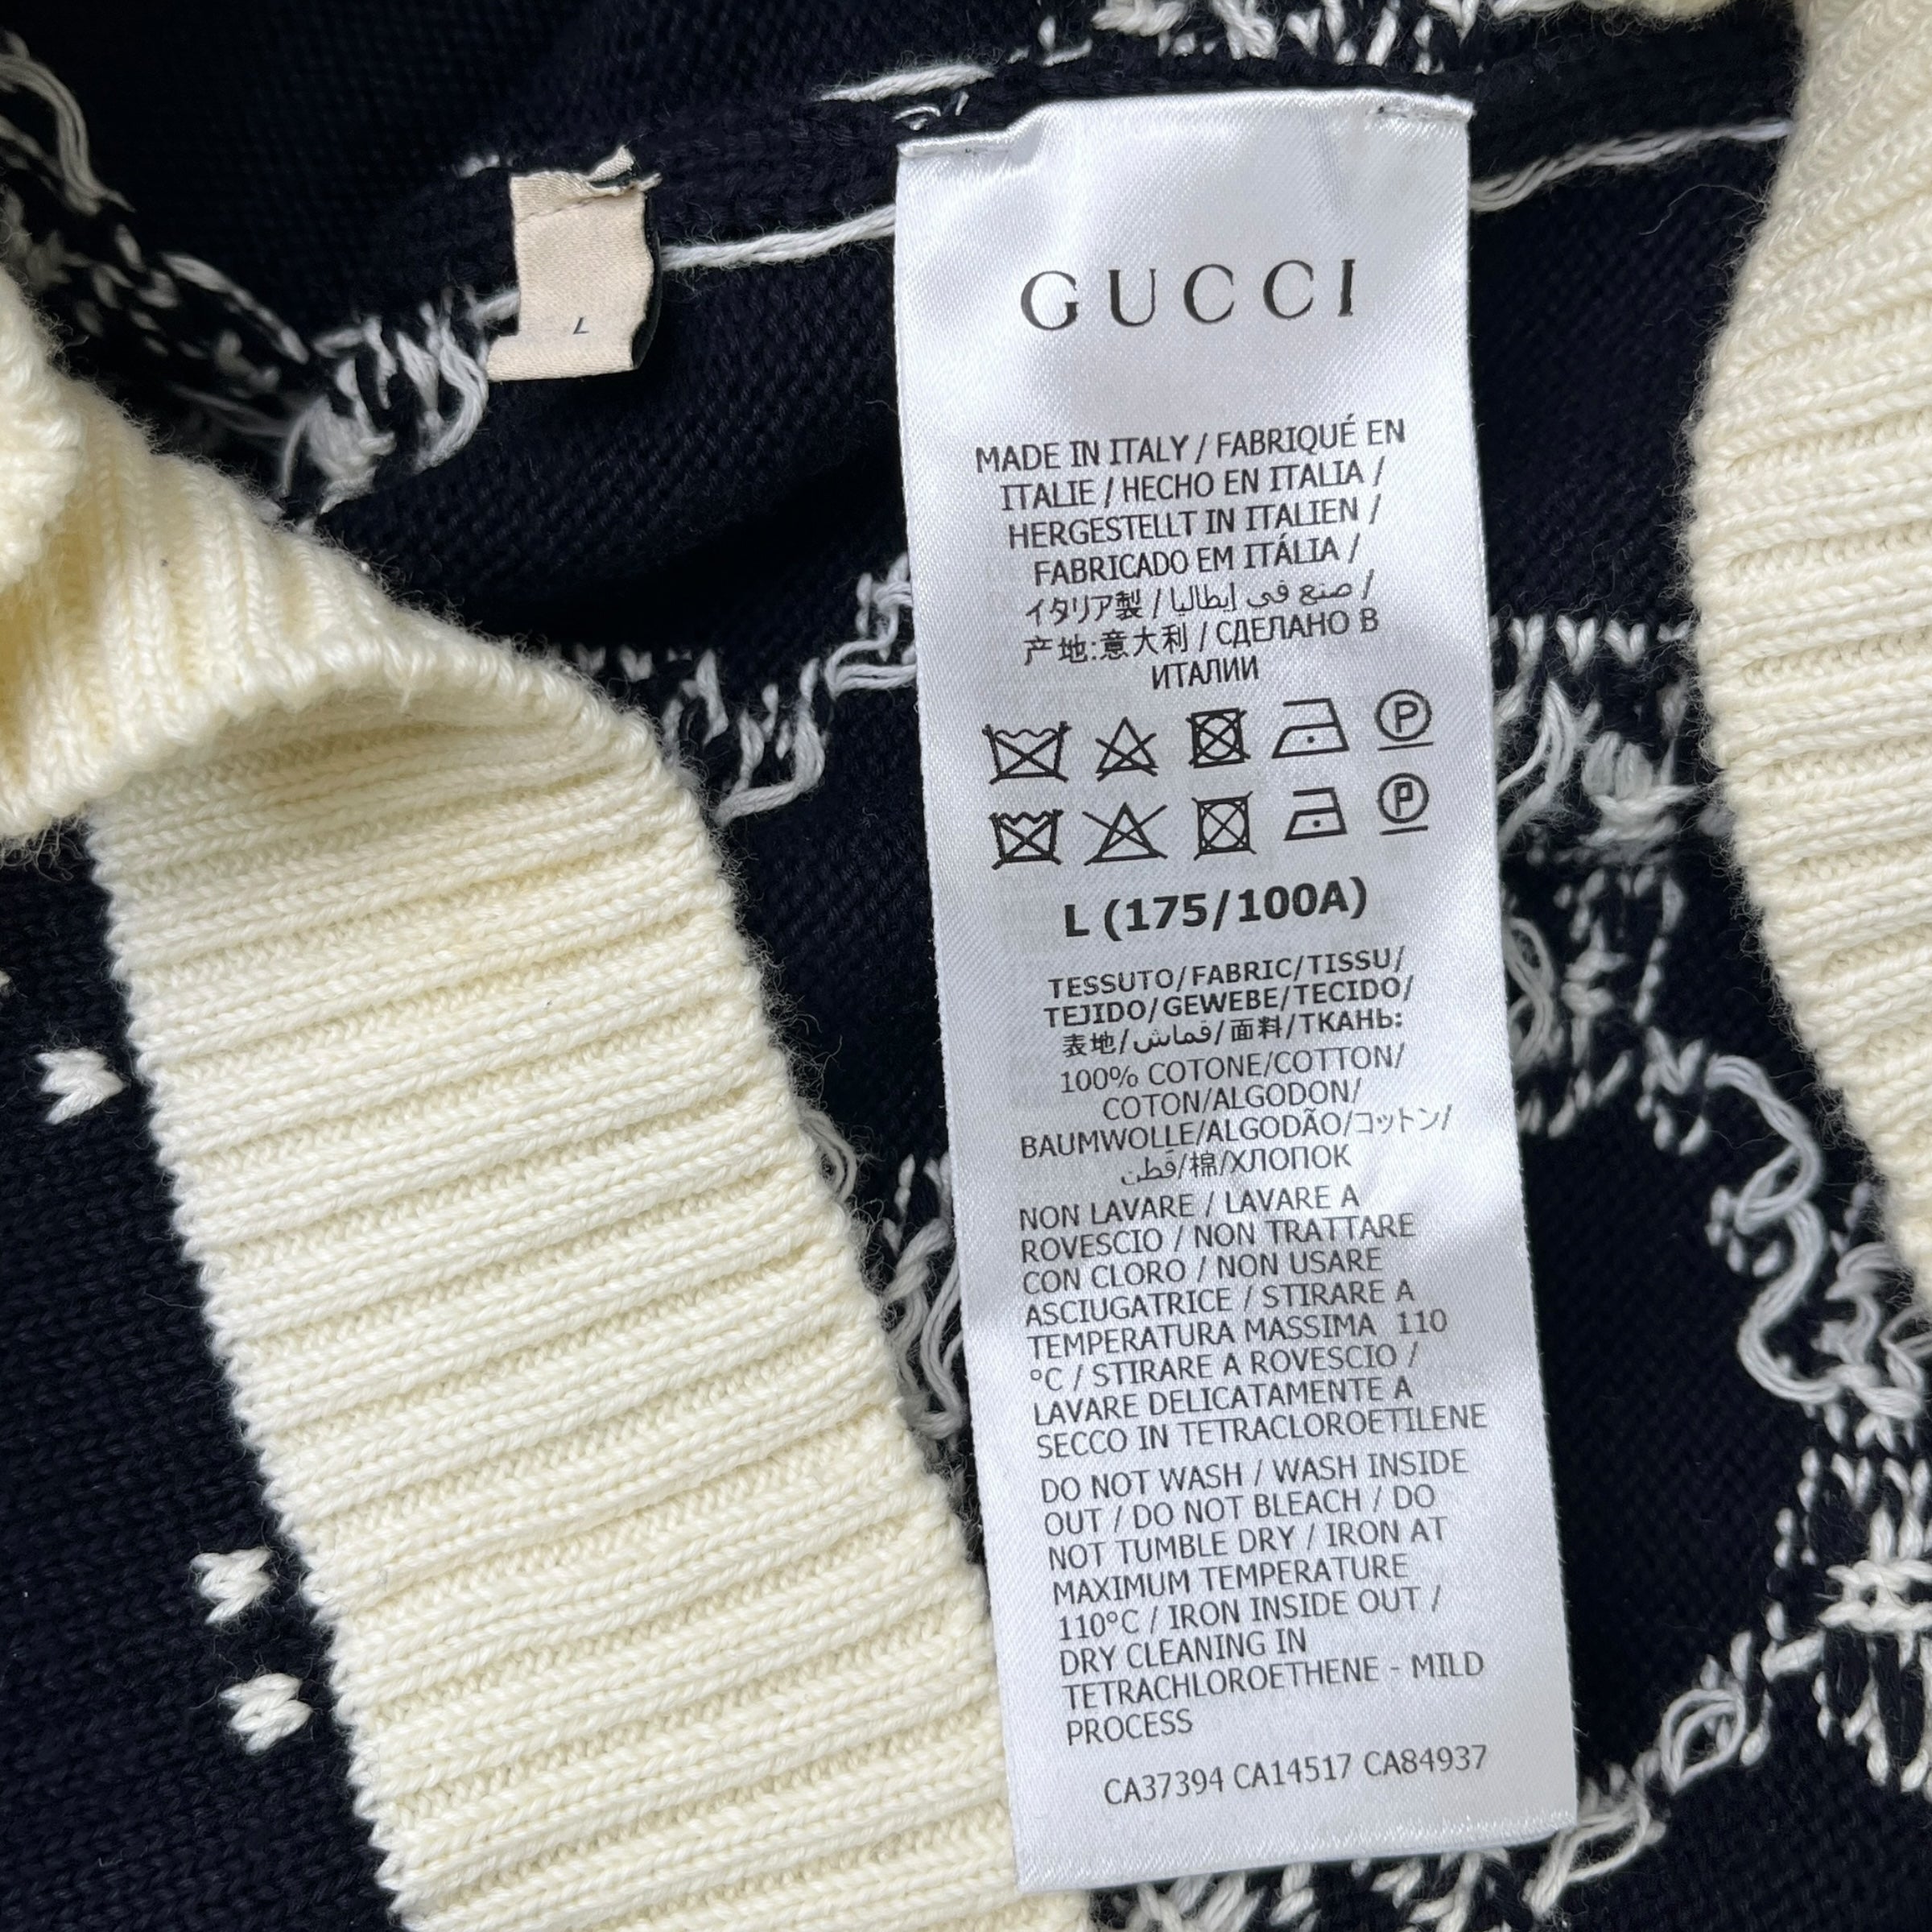 L
GUCCI
MADE IN ITALY / FABRIQUÉ EN
ITALIE / HECHO EN ITALIA /
HERGESTELLT IN ITALIEN /
FABRICADO EM ITÁLIA /
イタリア製 / صنع في إيطاليا /
产地:意大利 / СДЕЛАНО В
ИТАЛИИ
P
P
L (175/100A)
TESSUTO/FABRIC/TISSU/
TEJIDO/GEWEBE/TECIDO/
表地/قماش/面料/ТКАНЬ:
100% COTONE/COTTON/
COTON/ALGODON/
BAUMWOLLE/ALGODÃO/コットン/
قطن/棉/ХЛОПОК
NON LAVARE / LAVARE A
ROVESCIO / NON TRATTARE
CON CLORO / NON USARE
ASCIUGATRICE / STIRARE A
TEMPERATURA MASSIMA 110
°C / STIRARE A ROVESCIO /
LAVARE DELICATAMENTE A
SECCO IN TETRACLOROETILENE
DO NOT WASH / WASH INSIDE
OUT / DO NOT BLEACH / DO
NOT TUMBLE DRY / IRON AT
MAXIMUM TEMPERATURE
110°C / IRON INSIDE OUT /
DRY CLEANING IN
TETRACHLOROETHENE - MILD
PROCESS
CA37394 CA14517 CA84937